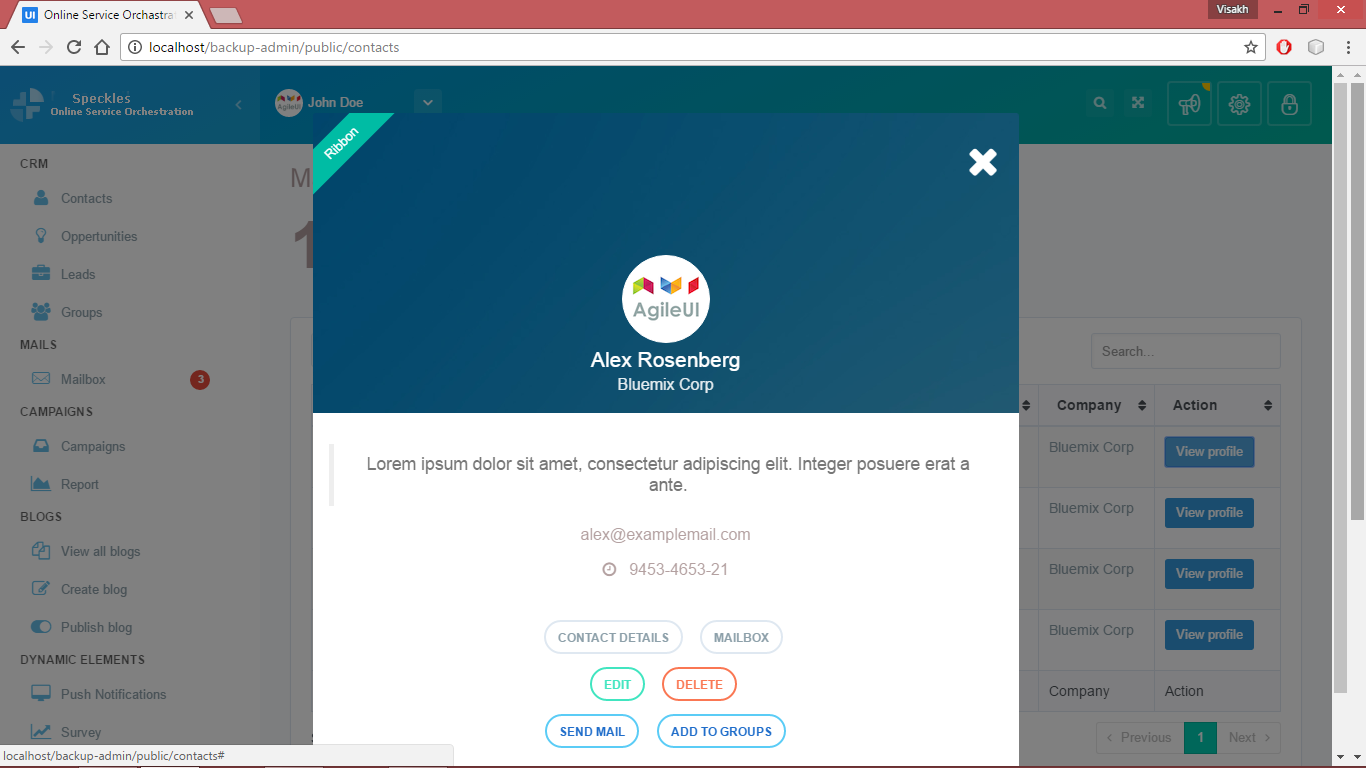 UI Online Service Orchastra
Visakh
localhost/backup-admin/public/contacts
Speckles
Online Service Orchestration
AgileUI
John Doe
CRM
Contacts
Oppertunities
Leads
Groups
MAILS
Mailbox 3
CAMPAIGNS
Campaigns
Report
BLOGS
View all blogs
Create blog
Publish blog
DYNAMIC ELEMENTS
Push Notifications
Survey
M
1
Ribbon
AgileUI
Alex Rosenberg
Bluemix Corp
Lorem ipsum dolor sit amet, consectetur adipiscing elit. Integer posuere erat a
ante.
alex@examplemail.com
9453-4653-21
CONTACT DETAILS MAILBOX
EDIT DELETE
SEND MAIL ADD TO GROUPS
Search...
Company Action
Bluemix Corp View profile
Bluemix Corp View profile
Bluemix Corp View profile
Bluemix Corp View profile
Company Action
Previous 1 Next
localhost/backup-admin/public/contacts#